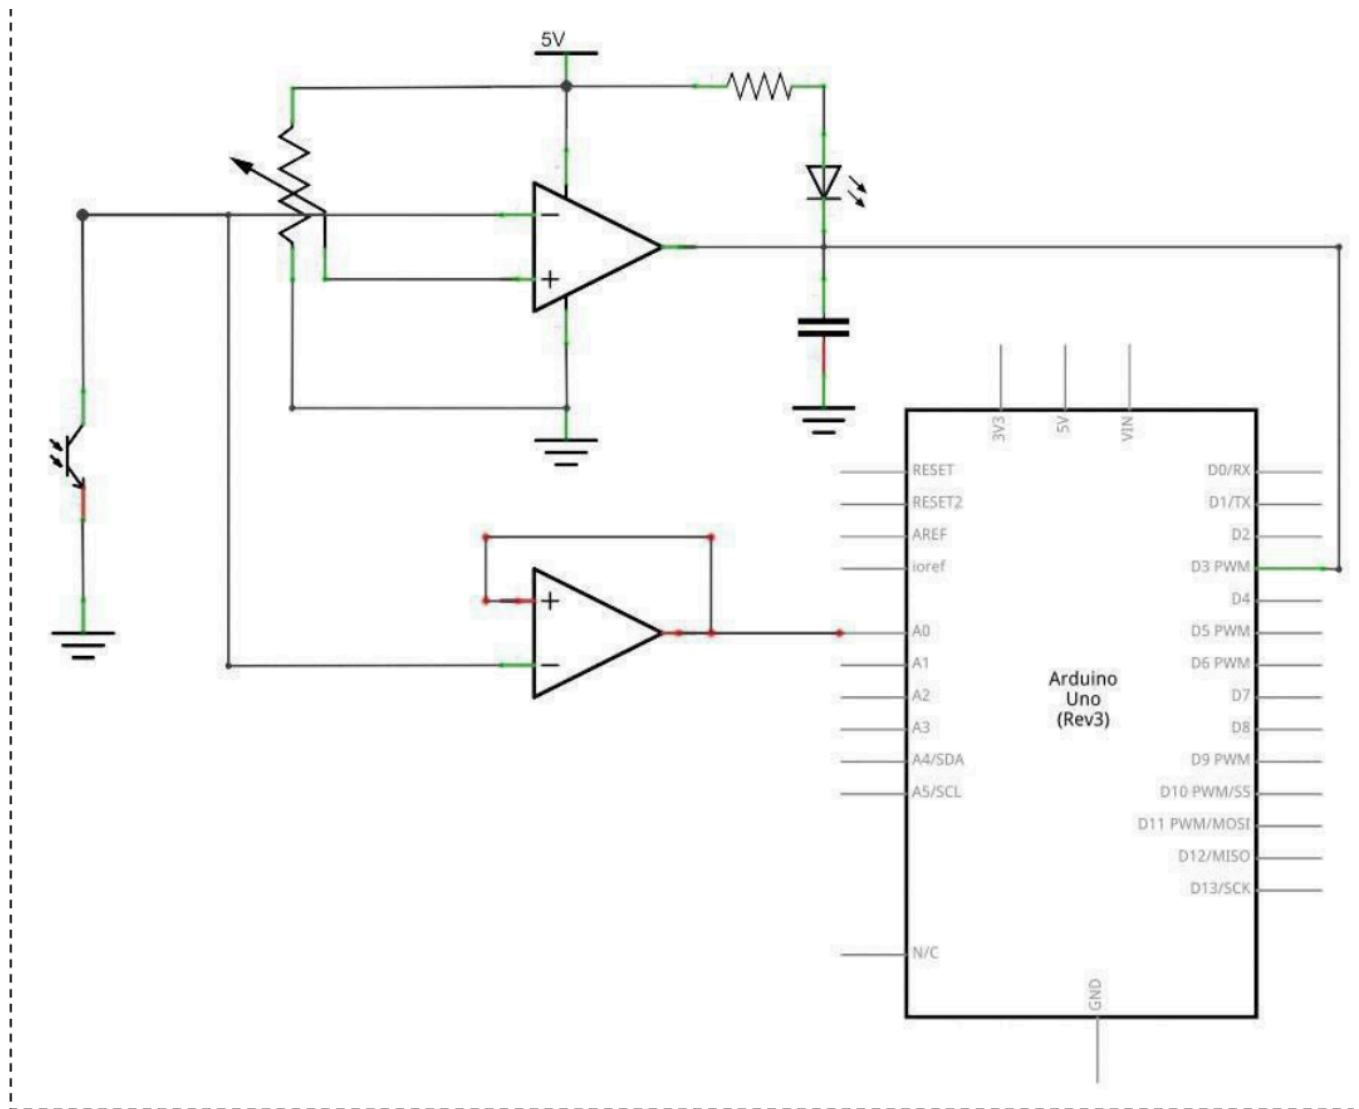 5V
−
+
3V3
5V
VIN
RESET
D0/RX
RESET2
D1/TX
AREF
D2
ioref
D3 PWM
D4
+
A0
D5 PWM
−
A1
D6 PWM
Arduino
Uno
(Rev3)
A2
D7
A3
D8
A4/SDA
D9 PWM
A5/SCL
D10 PWM/SS
D11 PWM/MOSI
D12/MISO
D13/SCK
N/C
GND